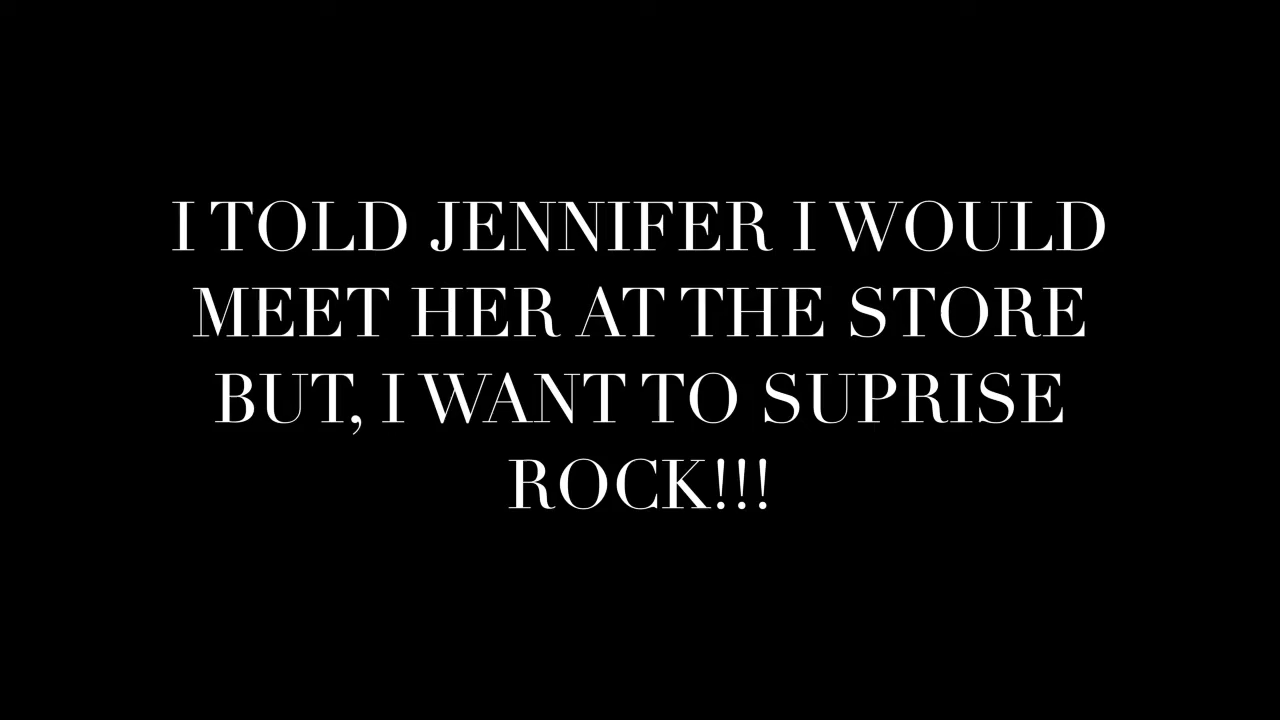 I TOLD JENNIFER I WOULD
MEET HER AT THE STORE
BUT, I WANT TO SUPRISE
ROCK!!!